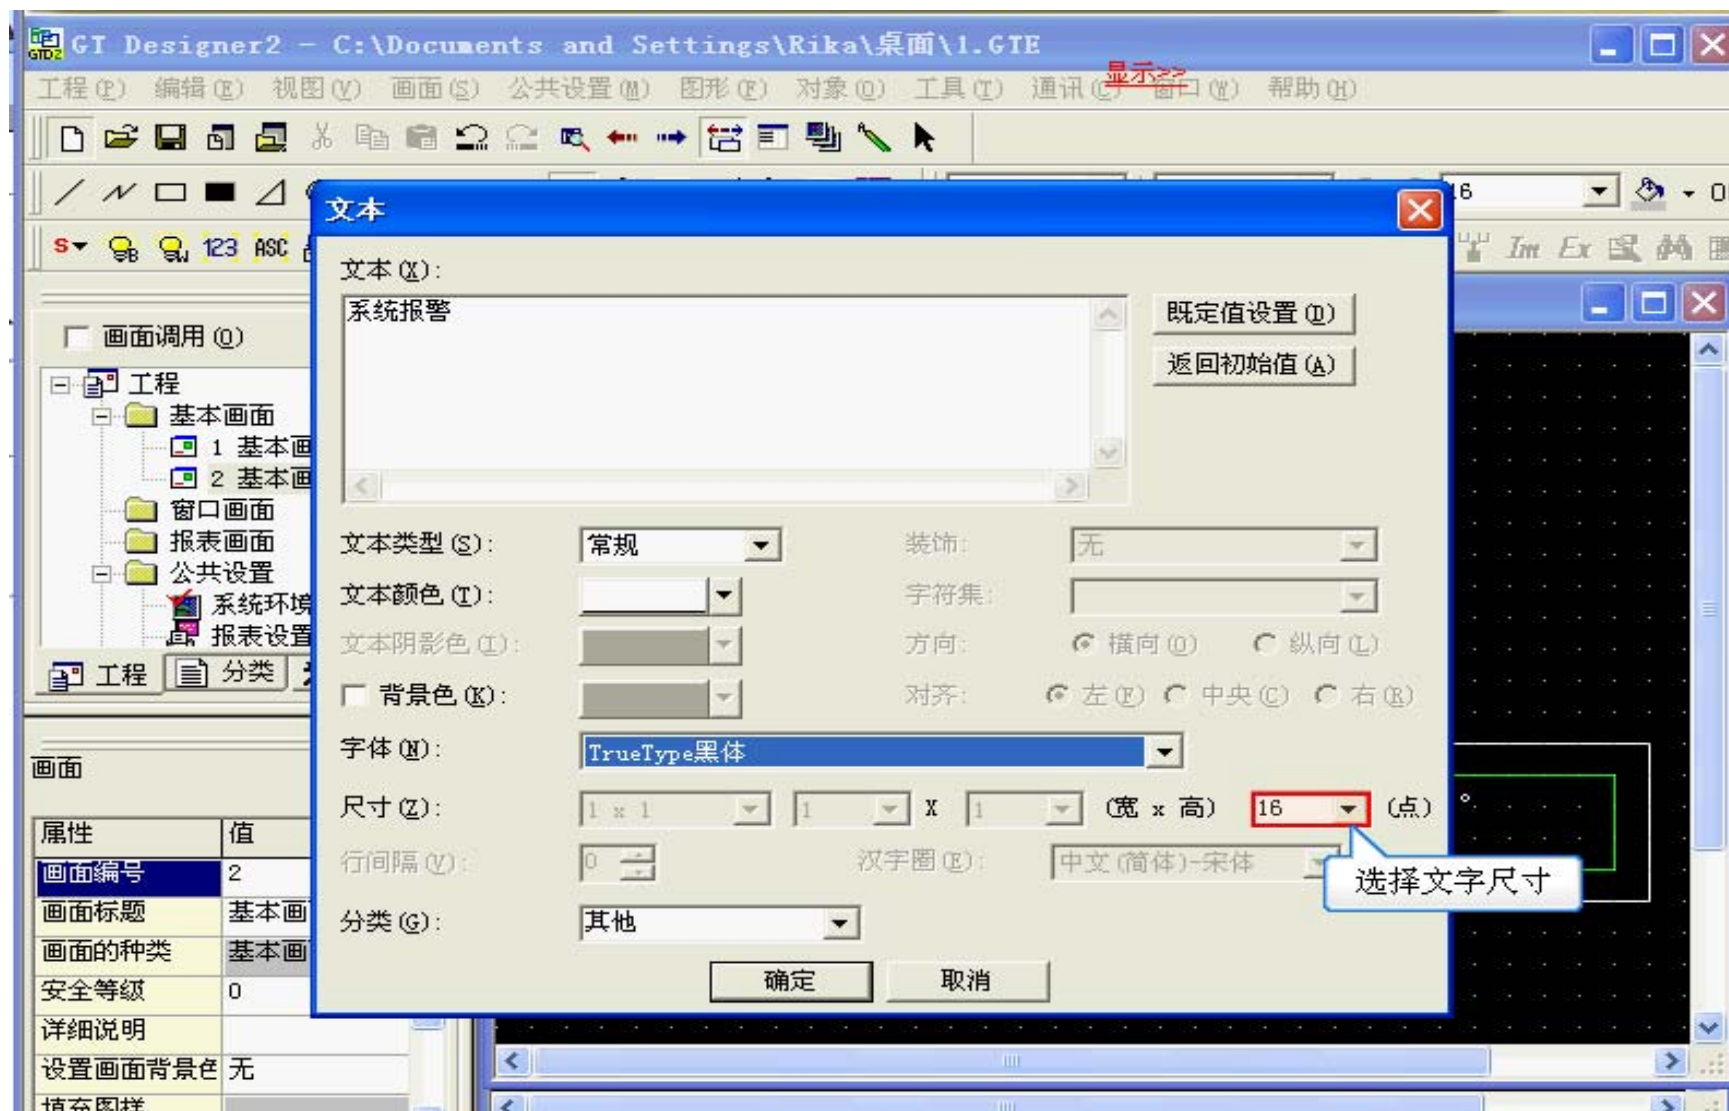 GT Designer2 - C:\Documents and Settings\Rika\桌面\1.GTE
工程(P) 编辑(E) 视图(V) 画面(S) 公共设置(M) 图形(F) 对象(O) 工具(T) 通讯(C) 窗口(W) 帮助(H)
显示>>
16
S 123 ASC
Im Ex
文本
文本(X):
系统报警
既定值设置(D)
返回初始值(A)
画面调用(O)
工程
基本画面
1 基本画
2 基本画
窗口画面
报表画面
公共设置
系统环境
报表设置
工程 分类
文本类型(S): 常规 装饰: 无
文本颜色(T): 字符集:
文本阴影色(I): 方向: 横向(O) 纵向(L)
背景色(K): 对齐: 左(F) 中央(C) 右(R)
字体(N): TrueType黑体
尺寸(Z): 1 x 1 1 X 1 (宽 x 高) 16 (点)
选择文字尺寸
行间隔(V): 0 汉字圈(E): 中文(简体)-宋体
分类(G): 其他
确定 取消
画面
属性 值
画面编号 2
画面标题 基本画
画面的种类 基本画
安全等级 0
详细说明
设置画面背景色 无
填充图样